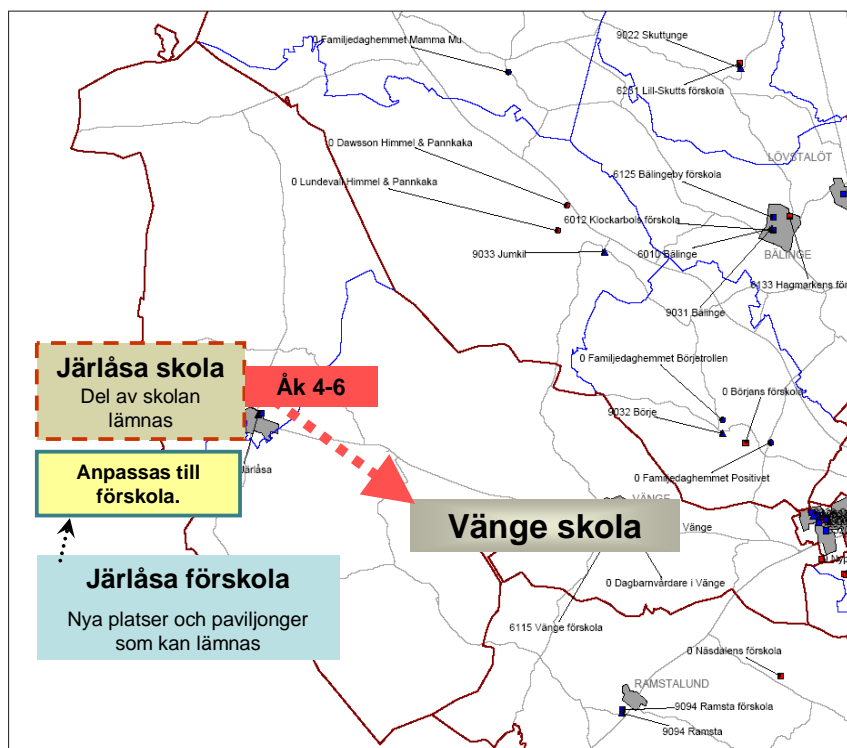 0 Familjedaghemmet Mamma Mu
9022 Skuttunge
6251 Lill-Skutts förskola
0 Dawsson Himmel & Pannkaka
LÖVSTALÖT
6125 Bälingeby förskola
0 Lundevall Himmel & Pannkaka
6012 Klockarbols förskola
9033 Jumkil
6010 Bälinge
BÄLINGE
6133 Hagmarkens för
9031 Bälinge
Järlåsa skola
Del av skolan
lämnas
Åk 4-6
0 Familjedaghemmet Börjetrollen
0 Börjans förskola
9032 Börje
Järlåsa
Anpassas till
förskola.
0 Familjedaghemmet Positivet
VÄNGE
Vänge skola
Vänge
Järlåsa förskola
Nya platser och paviljonger
som kan lämnas
0 Dagbarnvårdare i Vänge
6115 Vänge förskola
0 Näsdalens förskola
RAMSTALUND
9094 Ramsta förskola
9094 Ramsta